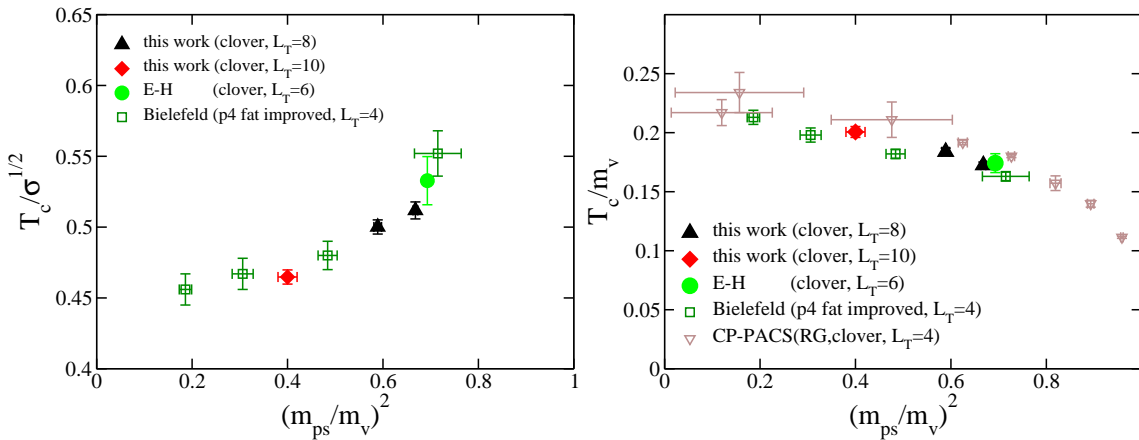 0.65
0.6
0.55
0.5
0.45
0.4
T_c/σ^{1/2}
this work (clover, L_T=8)
this work (clover, L_T=10)
E-H (clover, L_T=6)
Bielefeld (p4 fat improved, L_T=4)
0 0.2 0.4 0.6 0.8 1
(m_{ps}/m_v)^2
0.25
0.2
0.15
0.1
0.05
0
T_c/m_v
this work (clover, L_T=8)
this work (clover, L_T=10)
E-H (clover, L_T=6)
Bielefeld (p4 fat improved, L_T=4)
CP-PACS(RG,clover, L_T=4)
0 0.2 0.4 0.6 0.8
(m_{ps}/m_v)^2